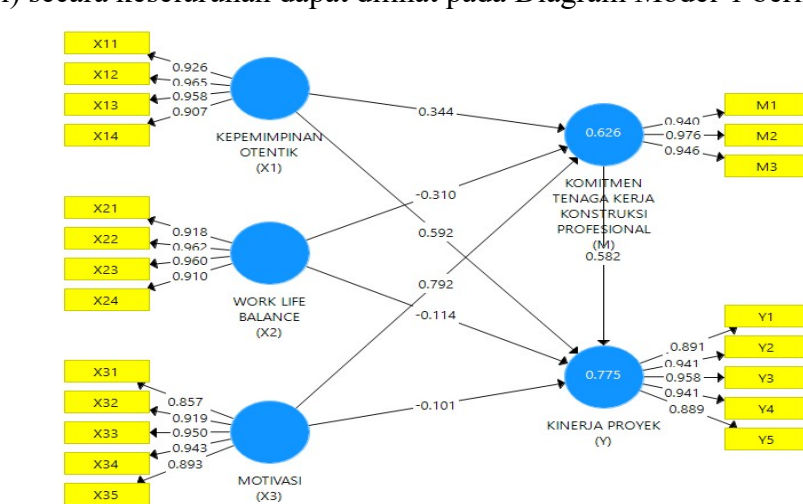 secara keseluruhan dapat dilihat pada Diagram Model 1
X11
X12
X13
X14
0.926
0.965
0.958
0.907
KEPEMIMPINAN
OTENTIK
(X1)
X21
X22
X23
X24
0.918
0.962
0.960
0.910
WORK LIFE
BALANCE
(X2)
X31
X32
X33
X34
X35
0.857
0.919
0.950
0.943
0.893
MOTIVASI
(X3)
0.344
-0.310
0.592
0.792
-0.114
-0.101
0.626
KOMITMEN
TENAGA KERJA
KONSTRUKSI
PROFESIONAL
(M)
0.582
0.940
0.976
0.946
M1
M2
M3
0.775
KINERJA PROYEK
(Y)
0.891
0.941
0.958
0.941
0.889
Y1
Y2
Y3
Y4
Y5